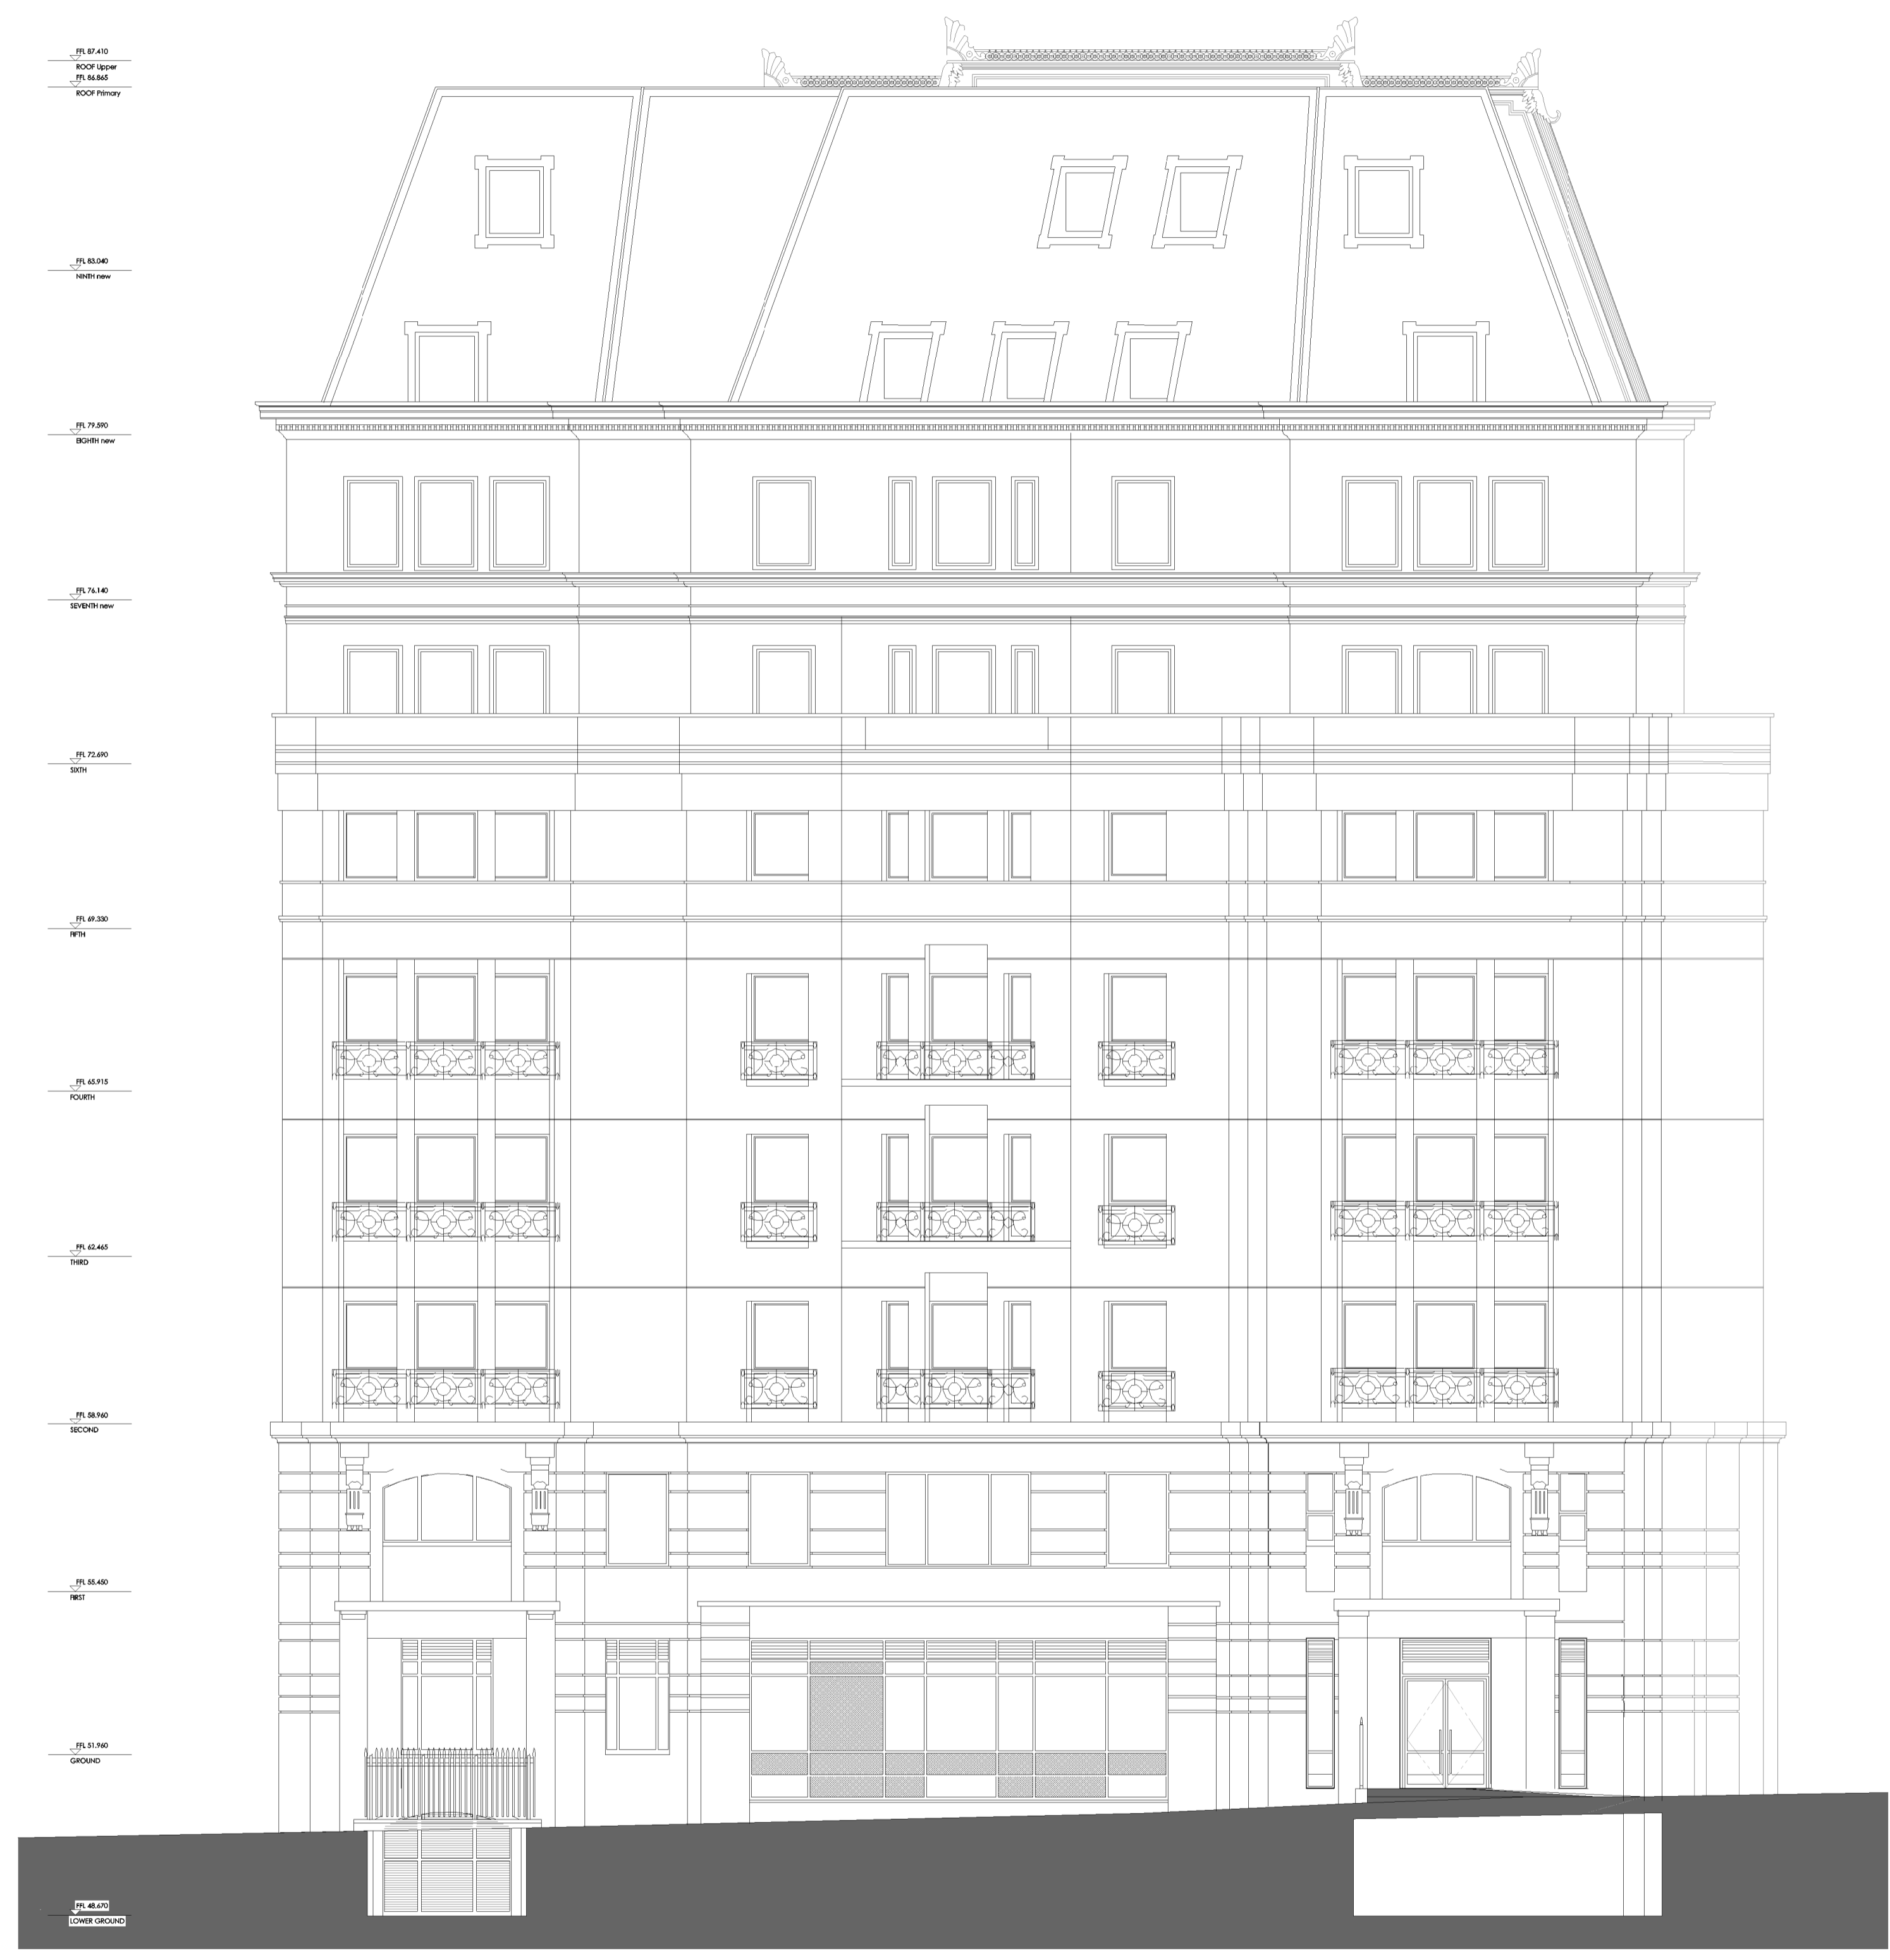 FFL 87.410
ROOF Upper
FFL 86.865
ROOF Primary
FFL 83.040
NINTH new
FFL 79.590
EIGHTH new
FFL 76.140
SEVENTH new
FFL 72.690
SIXTH
FFL 69.330
FIFTH
FFL 65.915
FOURTH
FFL 62.465
THIRD
FFL 58.960
SECOND
FFL 55.450
FIRST
FFL 51.960
GROUND
FFL 48.670
LOWER GROUND